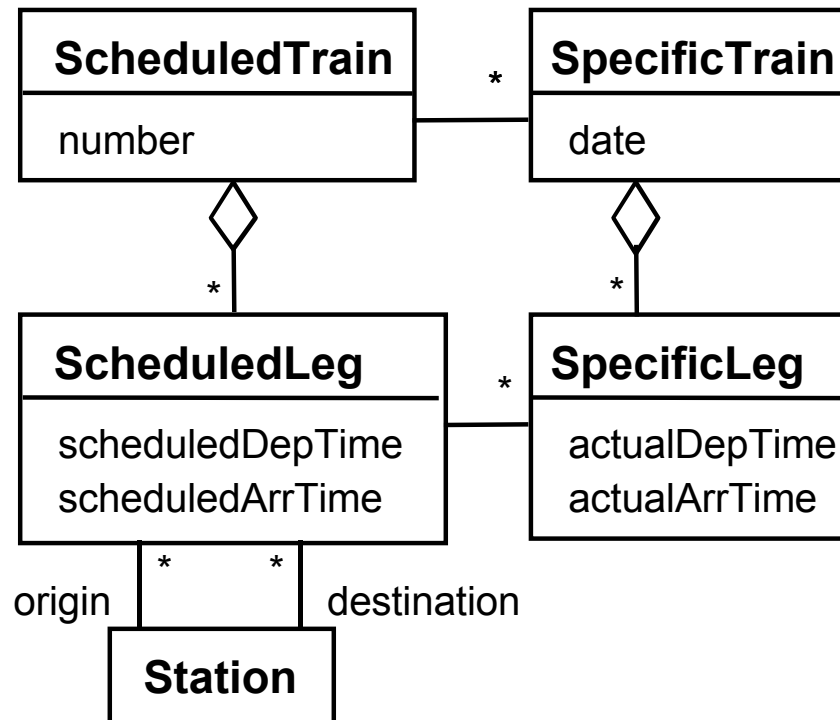 ScheduledTrain
number
*
SpecificTrain
date
*
*
ScheduledLeg
scheduledDepTime
scheduledArrTime
*
SpecificLeg
actualDepTime
actualArrTime
*
*
origin
destination
Station